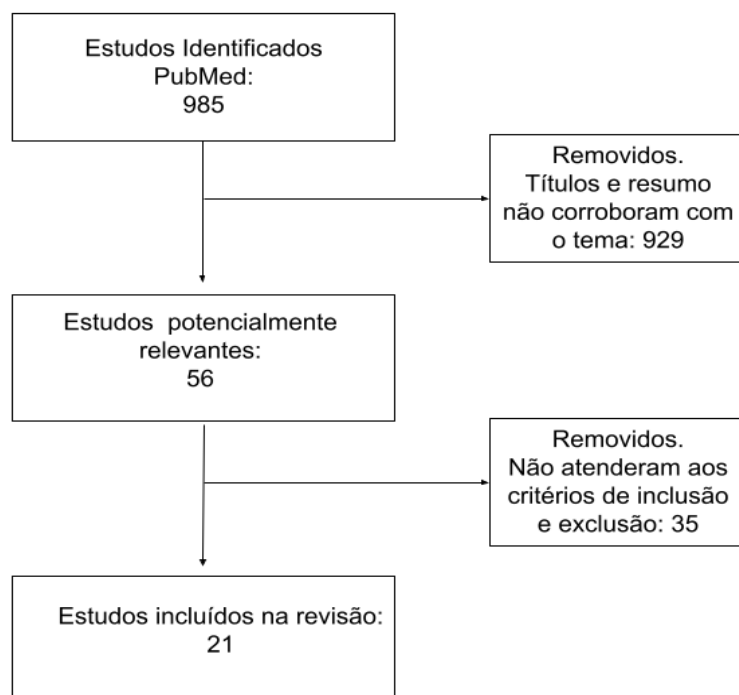 Estudos Identificados
PubMed:
985
Removidos.
Títulos e resumo
não corroboram com
o tema: 929
Estudos potencialmente
relevantes:
56
Removidos.
Não atenderam aos
critérios de inclusão
e exclusão: 35
Estudos incluídos na revisão:
21